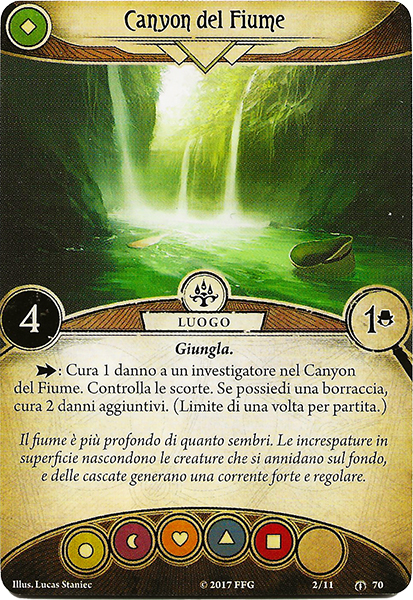 Canyon del Fiume
4
LUOGO
1
Giungla.
: Cura 1 danno a un investigatore nel Canyon
del Fiume. Controlla le scorte. Se possiedi una borraccia,
cura 2 danni aggiuntivi. (Limite di una volta per partita.)
Il fiume è più profondo di quanto sembri. Le increspature in
superficie nascondono le creature che si annidano sul fondo,
e delle cascate generano una corrente forte e regolare.
Illus. Lucas Staniec © 2017 FFG 2/11 70